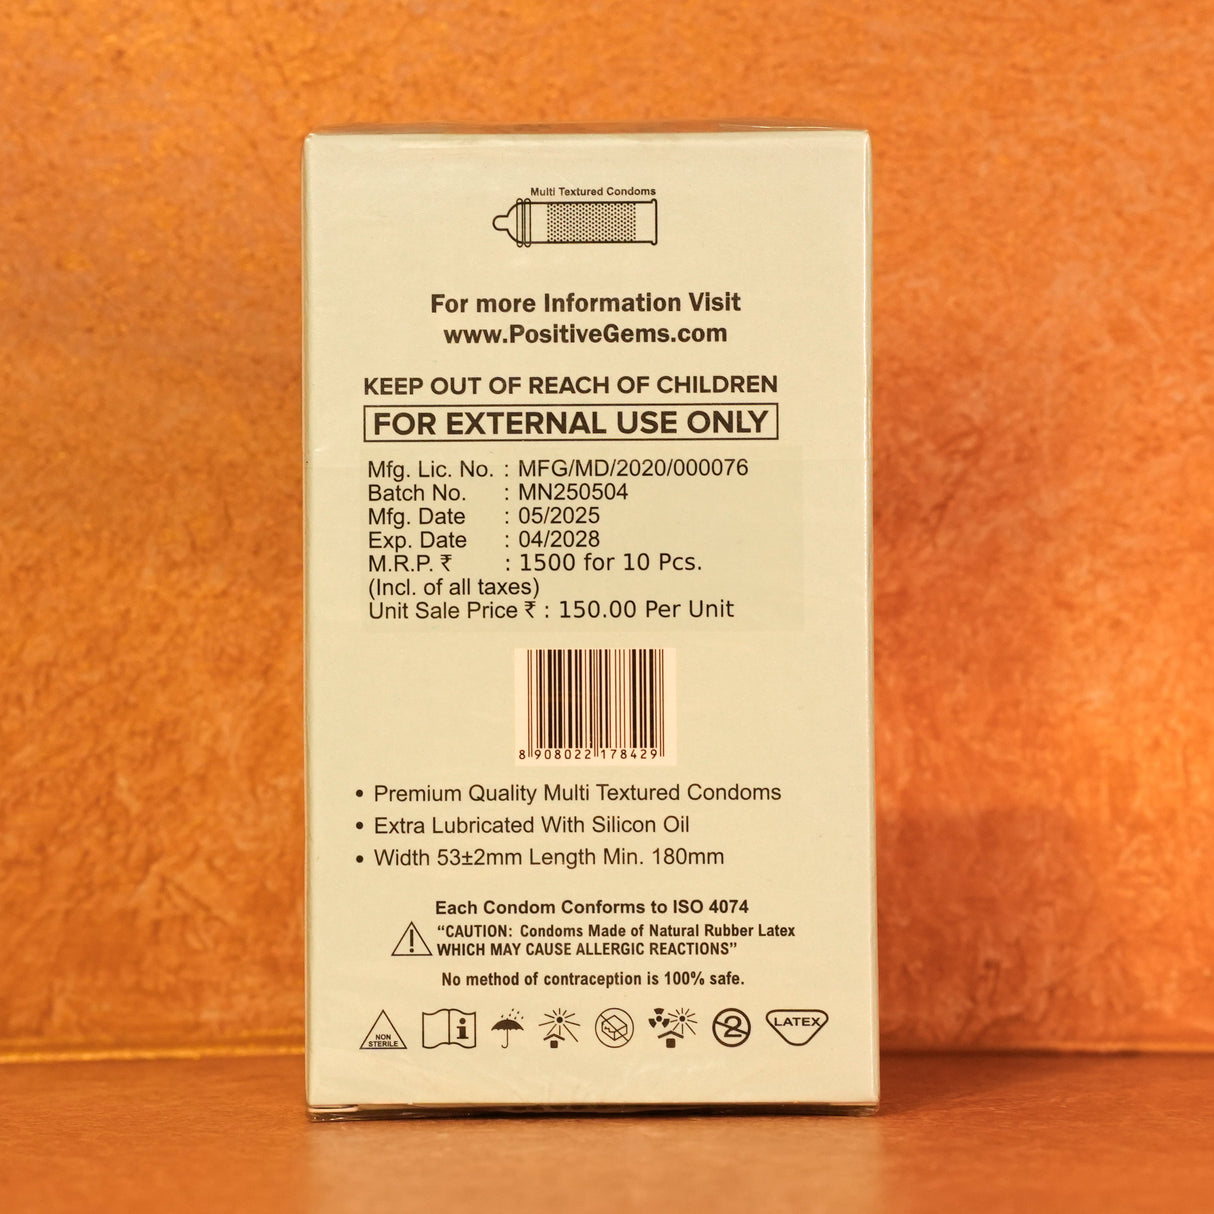 Multi Textured Condoms
For more Information Visit
www.PositiveGems.com
KEEP OUT OF REACH OF CHILDREN
FOR EXTERNAL USE ONLY
Mfg. Lic. No. : MFG/MD/2020/000076
Batch No. : MN250504
Mfg. Date : 05/2025
Exp. Date : 04/2028
M.R.P. ₹ : 1500 for 10 Pcs.
(Incl. of all taxes)
Unit Sale Price ₹ : 150.00 Per Unit
8 908022 178429
• Premium Quality Multi Textured Condoms
• Extra Lubricated With Silicon Oil
• Width 53±2mm Length Min. 180mm
Each Condom Conforms to ISO 4074
“CAUTION: Condoms Made of Natural Rubber Latex
WHICH MAY CAUSE ALLERGIC REACTIONS”
No method of contraception is 100% safe.
NON
STERILE
i
2
LATEX